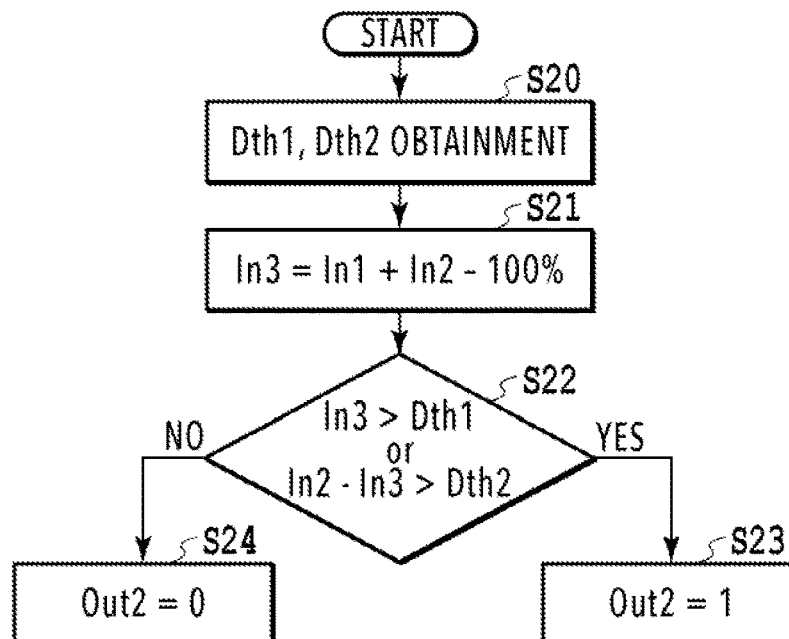 START
S20
Dth1, Dth2 OBTAINMENT
S21
In3 = In1 + In2 - 100%
S22
In3 > Dth1
or
In2 - In3 > Dth2
NO
YES
S24
Out2 = 0
S23
Out2 = 1